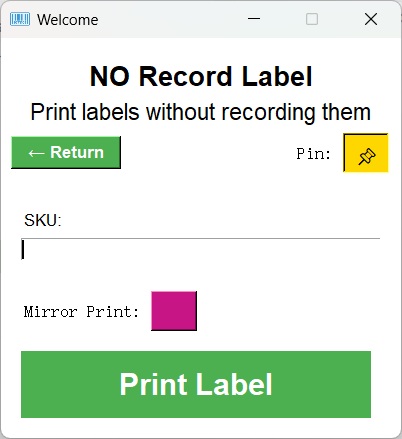 Welcome
NO Record Label
Print labels without recording them
← Return
Pin:
SKU:
Mirror Print:
Print Label